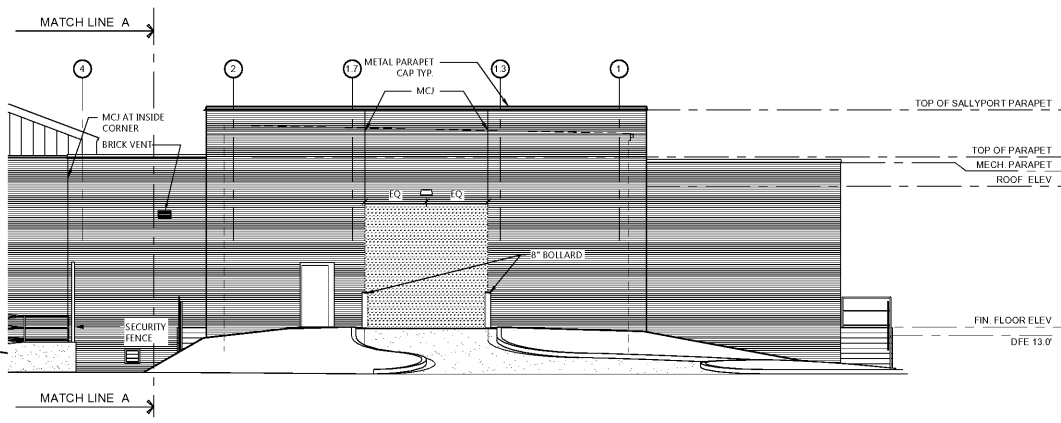 MATCH LINE A
4
2
1.7
METAL PARAPET
CAP TYP.
1.3
1
MCJ
TOP OF SALLYPORT PARAPET
MCJ AT INSIDE
CORNER
BRICK VENT
TOP OF PARAPET
MECH. PARAPET
ROOF ELEV
EQ
EQ
8" BOLLARD
SECURITY
FENCE
FIN. FLOOR ELEV
DFE 13.0'
MATCH LINE A